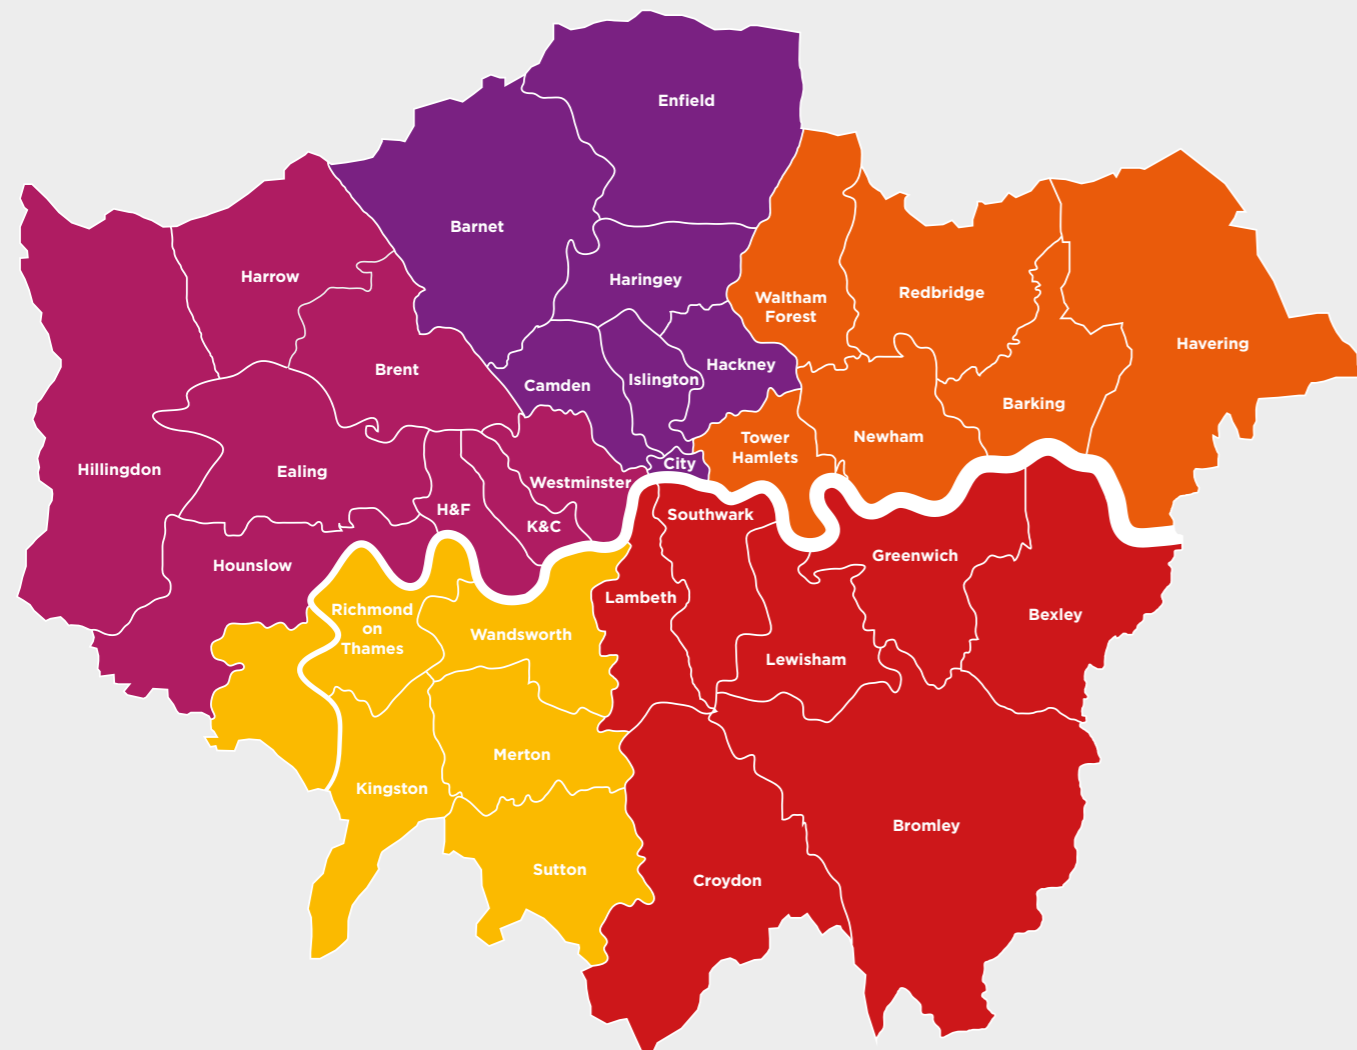 Enfield
Barnet
Harrow
Haringey
Waltham
Forest
Redbridge
Havering
Brent
Camden
Islington
Hackney
Barking
Hillingdon
Ealing
Westminster
City
Tower
Hamlets
Newham
H&F
K&C
Southwark
Hounslow
Greenwich
Richmond
on
Thames
Wandsworth
Lambeth
Lewisham
Bexley
Merton
Kingston
Sutton
Croydon
Bromley